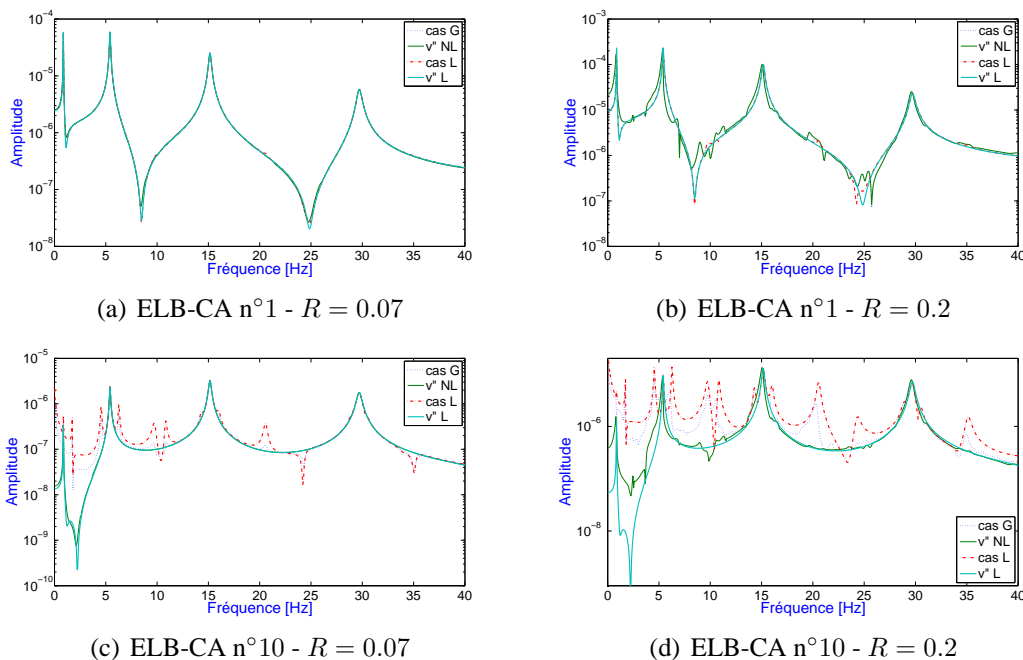 10⁻⁴
10⁻⁵
10⁻⁶
10⁻⁷
10⁻⁸
Amplitude
0 5 10 15 20 25 30 35 40
Fréquence [Hz]
cas G
v'' NL
cas L
v'' L
(a) ELB-CA n°1 - R = 0.07
10⁻³
10⁻⁴
10⁻⁵
10⁻⁶
10⁻⁷
10⁻⁸
Amplitude
0 5 10 15 20 25 30 35 40
Fréquence [Hz]
cas G
v'' NL
cas L
v'' L
(b) ELB-CA n°1 - R = 0.2
10⁻⁵
10⁻⁶
10⁻⁷
10⁻⁸
10⁻⁹
10⁻¹⁰
Amplitude
0 5 10 15 20 25 30 35 40
Fréquence [Hz]
cas G
v'' NL
cas L
v'' L
(c) ELB-CA n°10 - R = 0.07
10⁻⁶
10⁻⁸
Amplitude
0 5 10 15 20 25 30 35 40
Fréquence [Hz]
cas G
v'' NL
cas L
v'' L
(d) ELB-CA n°10 - R = 0.2